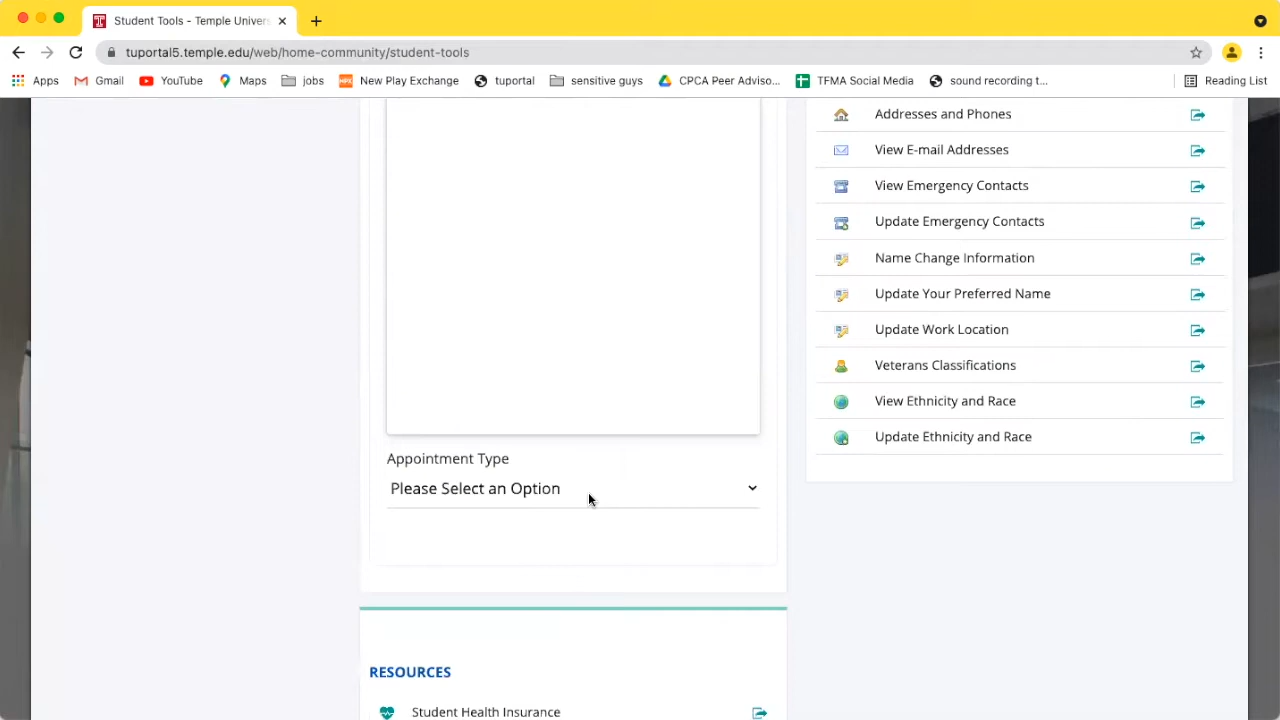 Student Tools - Temple Univers
tuportal5.temple.edu/web/home-community/student-tools
Apps
Gmail
YouTube
Maps
jobs
New Play Exchange
tuportal
sensitive guys
CPCA Peer Adviso...
TFMA Social Media
sound recording t...
Reading List
Addresses and Phones
View E-mail Addresses
View Emergency Contacts
Update Emergency Contacts
Name Change Information
Update Your Preferred Name
Update Work Location
Veterans Classifications
View Ethnicity and Race
Update Ethnicity and Race
Appointment Type
Please Select an Option
RESOURCES
Student Health Insurance